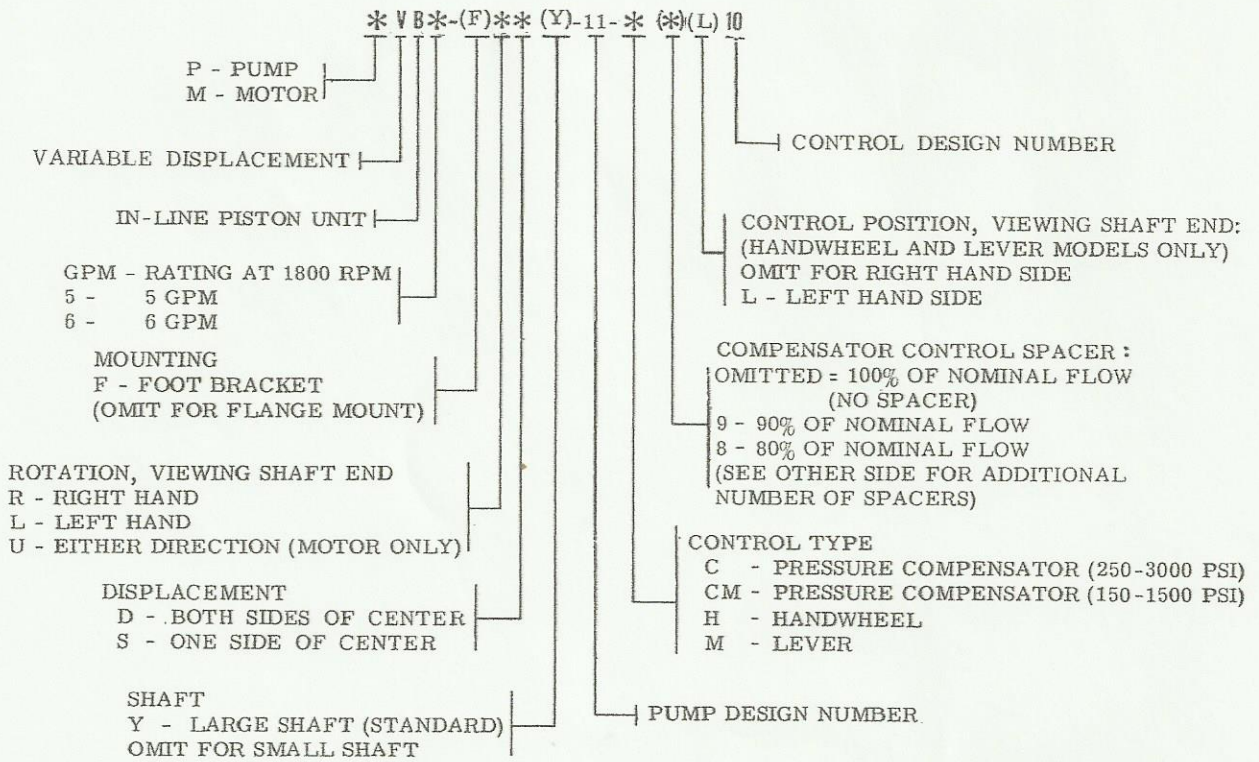 *VB*-(F)**(Y)-11-*(*)(L)10
P - PUMP
M - MOTOR
VARIABLE DISPLACEMENT
IN-LINE PISTON UNIT
GPM - RATING AT 1800 RPM
5 - 5 GPM
6 - 6 GPM
MOUNTING
F - FOOT BRACKET
(OMIT FOR FLANGE MOUNT)
ROTATION, VIEWING SHAFT END
R - RIGHT HAND
L - LEFT HAND
U - EITHER DIRECTION (MOTOR ONLY)
DISPLACEMENT
D - .BOTH SIDES OF CENTER
S - ONE SIDE OF CENTER
SHAFT
Y - LARGE SHAFT (STANDARD)
OMIT FOR SMALL SHAFT
CONTROL DESIGN NUMBER
CONTROL POSITION, VIEWING SHAFT END:
(HANDWHEEL AND LEVER MODELS ONLY)
OMIT FOR RIGHT HAND SIDE
L - LEFT HAND SIDE
COMPENSATOR CONTROL SPACER :
OMITTED = 100% OF NOMINAL FLOW
(NO SPACER)
9 - 90% OF NOMINAL FLOW
8 - 80% OF NOMINAL FLOW
(SEE OTHER SIDE FOR ADDITIONAL
NUMBER OF SPACERS)
CONTROL TYPE
C - PRESSURE COMPENSATOR (250-3000 PSI)
CM - PRESSURE COMPENSATOR (150-1500 PSI)
H - HANDWHEEL
M - LEVER
PUMP DESIGN NUMBER